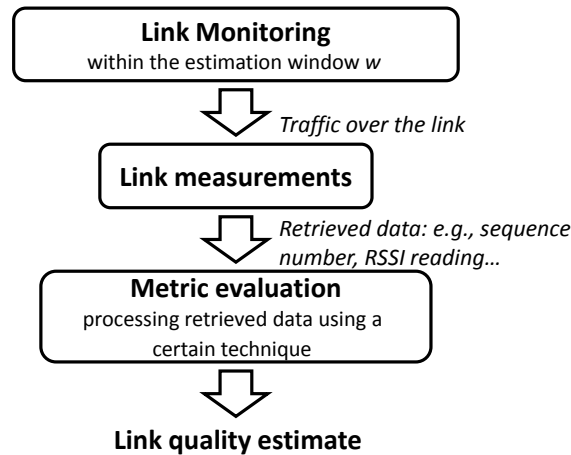 Link Monitoring
within the estimation window w
Traffic over the link
Link measurements
Retrieved data: e.g., sequence
number, RSSI reading…
Metric evaluation
processing retrieved data using a
certain technique
Link quality estimate